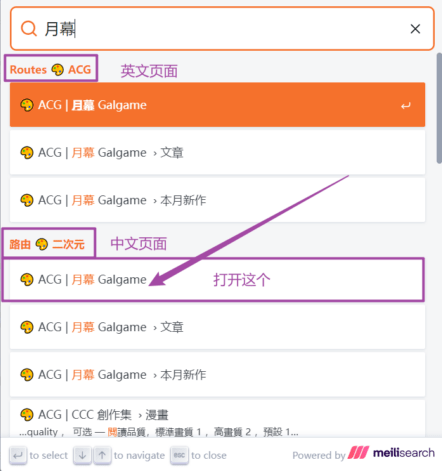 月幕
Routes 🎨 ACG 英文页面
🎨 ACG | 月幕 Galgame
🎨 ACG | 月幕 Galgame › 文章
🎨 ACG | 月幕 Galgame › 本月新作
路由 🎨 二次元 中文页面
🎨 ACG | 月幕 Galgame 打开这个
🎨 ACG | 月幕 Galgame › 文章
🎨 ACG | 月幕 Galgame › 本月新作
🎨 ACG | CCC 創作集 › 漫畫
...quality ， 可选 — 閱讀品質，標準畫質 1 ，高畫質 2 ，預設 1...
to select to navigate esc to close Powered by meilisearch